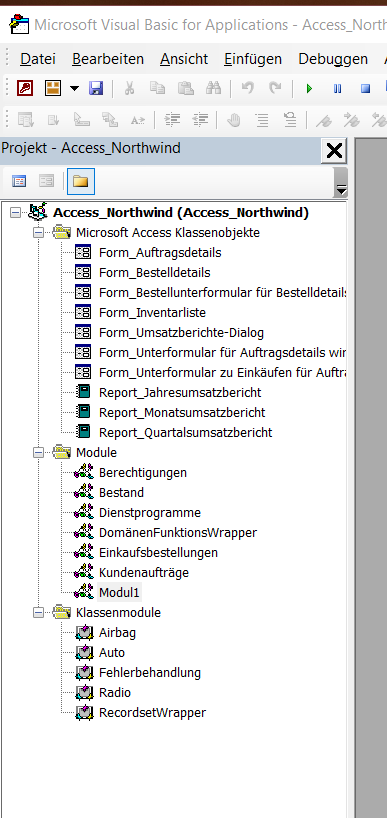 Microsoft Visual Basic for Applications - Access_North
Datei Bearbeiten Ansicht Einfügen Debuggen
Projekt - Access_Northwind
Access_Northwind (Access_Northwind)
Microsoft Access Klassenobjekte
Form_Auftragsdetails
Form_Bestelldetails
Form_Bestellunterformular für Bestelldetails
Form_Inventarliste
Form_Umsatzberichte-Dialog
Form_Unterformular für Auftragsdetails wir
Form_Unterformular zu Einkäufen für Auftra
Report_Jahresumsatzbericht
Report_Monatsumsatzbericht
Report_Quartalsumsatzbericht
Module
Berechtigungen
Bestand
Dienstprogramme
DomänenFunktionsWrapper
Einkaufsbestellungen
Kundenaufträge
Modul1
Klassenmodule
Airbag
Auto
Fehlerbehandlung
Radio
RecordsetWrapper